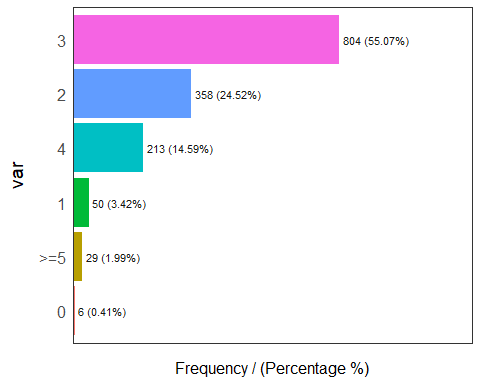 3 804 (55.07%)
2 358 (24.52%)
4 213 (14.59%)
1 50 (3.42%)
>=5 29 (1.99%)
0 6 (0.41%)
var
Frequency / (Percentage %)